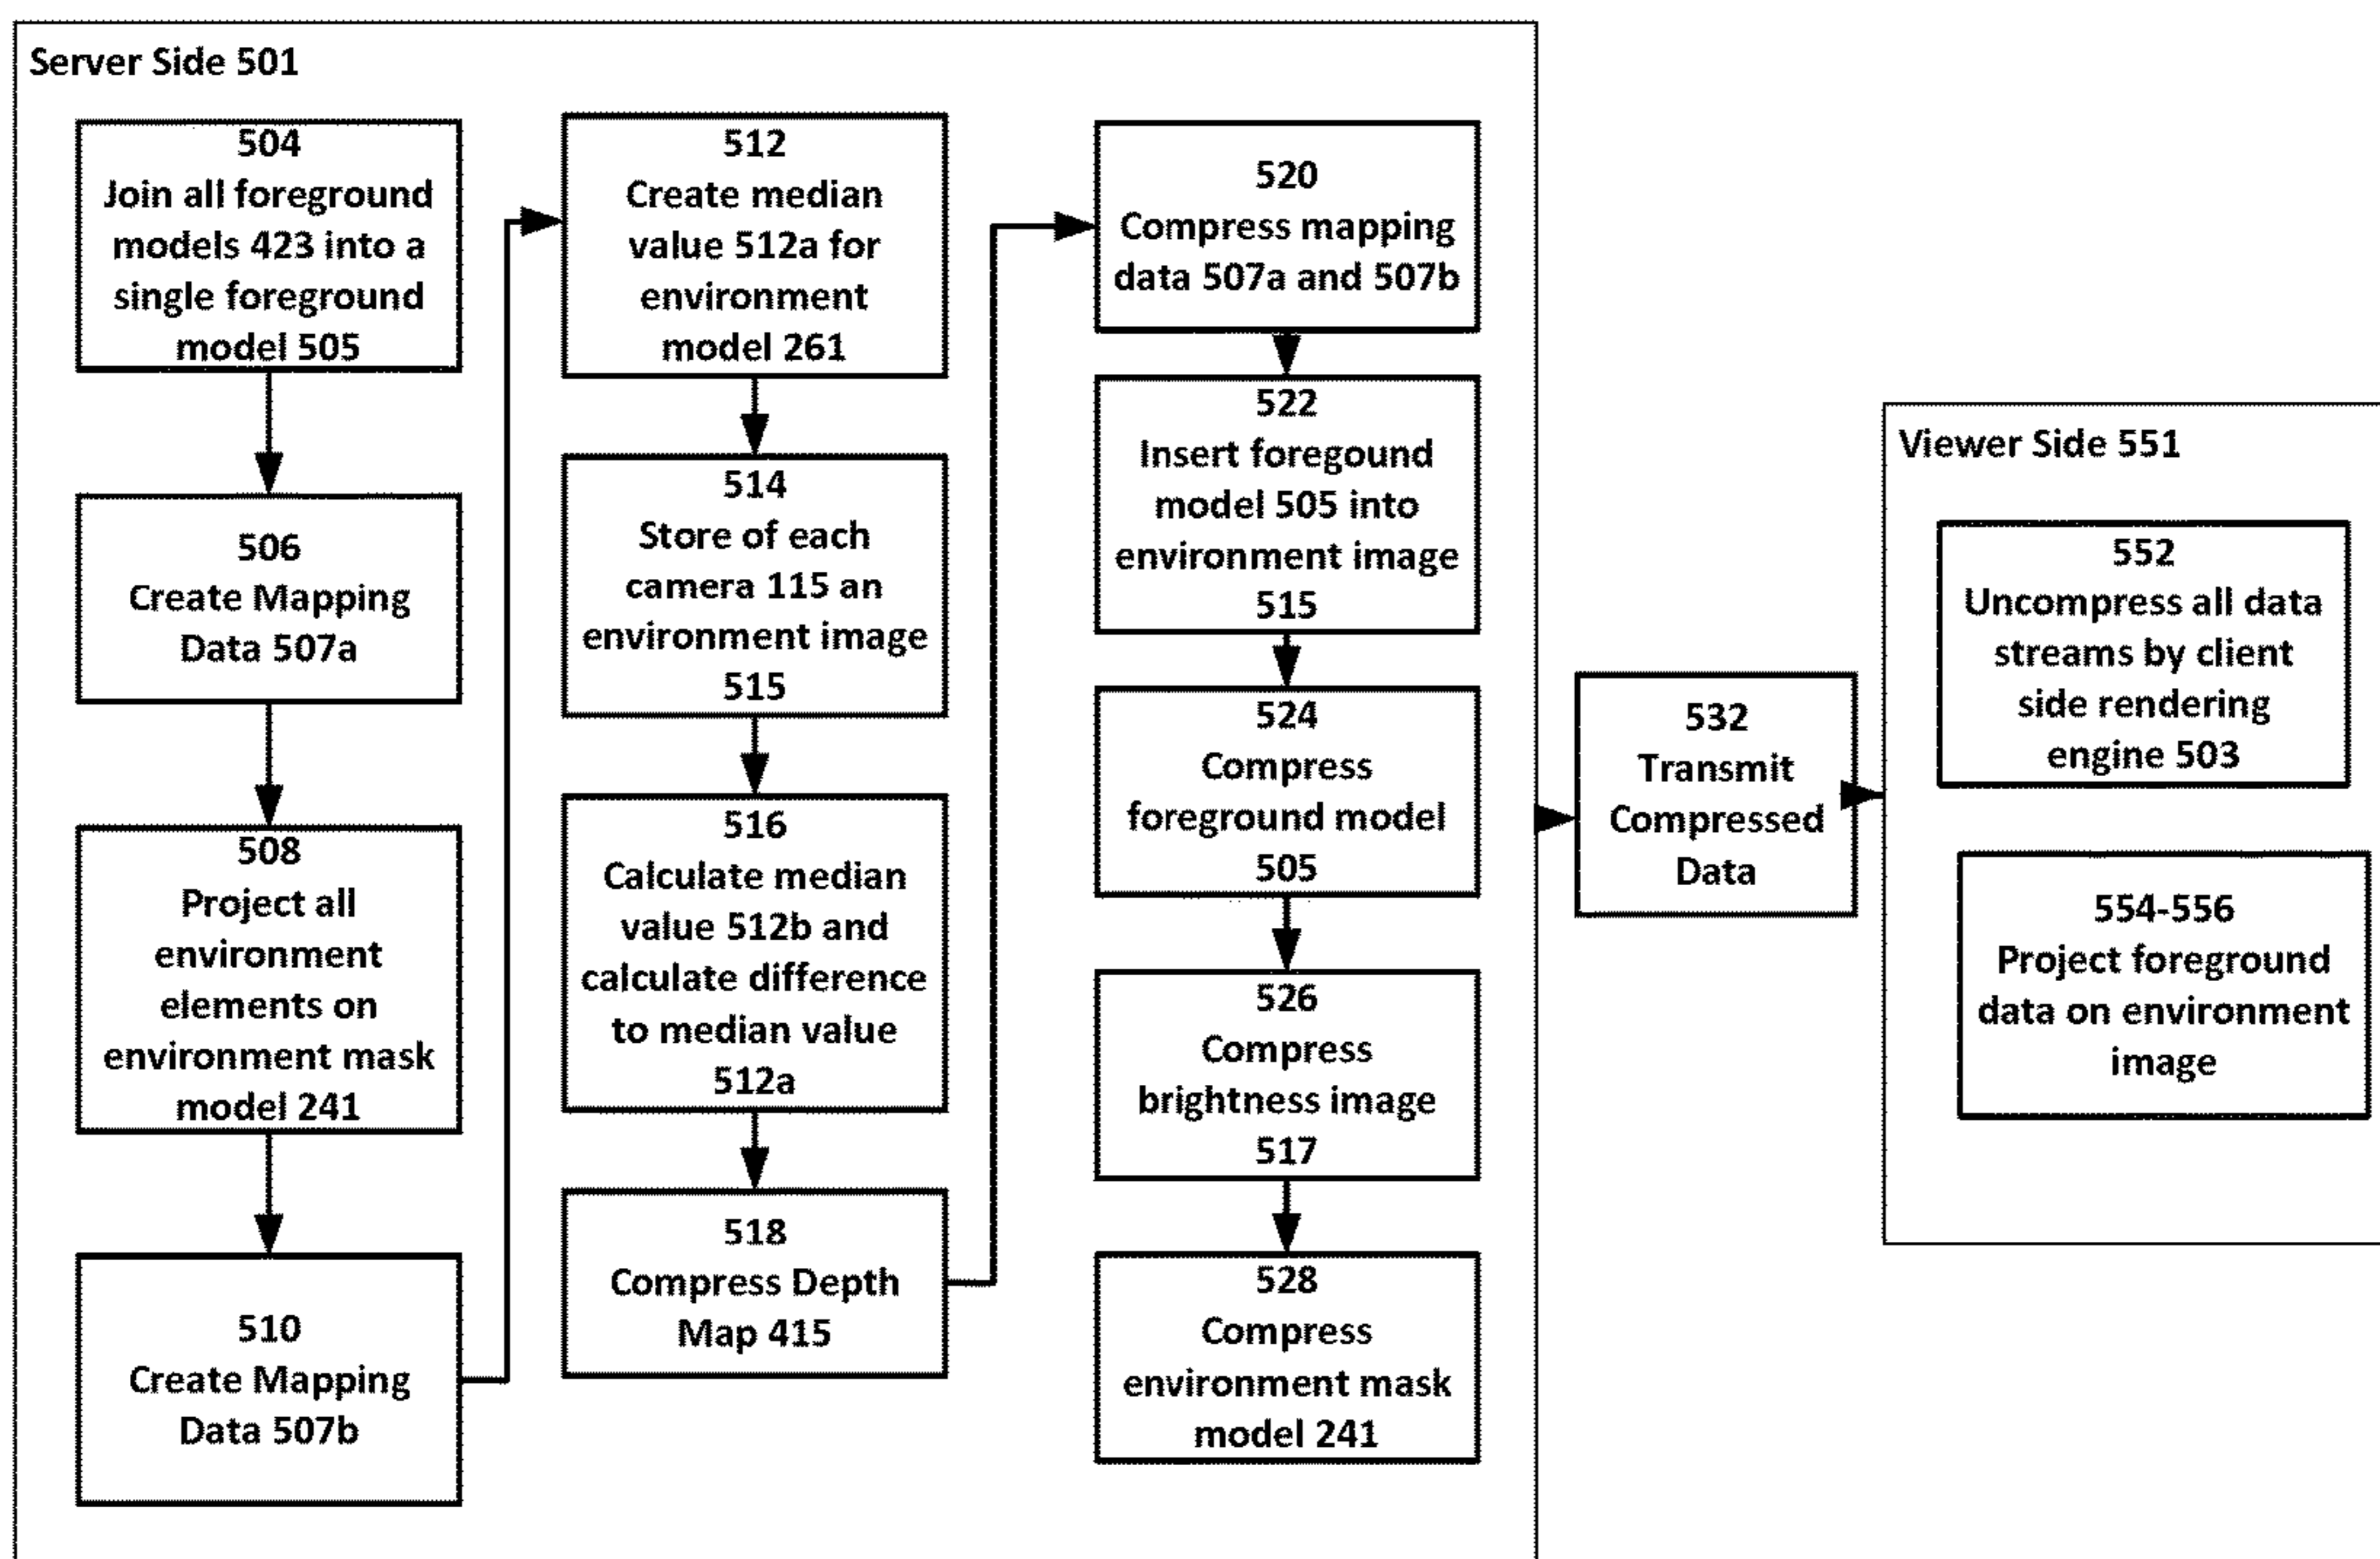 Server Side 501
504
Join all foreground
models 423 into a
single foreground
model 505
506
Create Mapping
Data 507a
508
Project all
environment
elements on
environment mask
model 241
510
Create Mapping
Data 507b
512
Create median
value 512a for
environment
model 261
514
Store of each
camera 115 an
environment image
515
516
Calculate median
value 512b and
calculate difference
to median value
512a
518
Compress Depth
Map 415
520
Compress mapping
data 507a and 507b
522
Insert foregound
model 505 into
environment image
515
524
Compress
foreground model
505
526
Compress
brightness image
517
528
Compress
environment mask
model 241
532
Transmit
Compressed
Data
Viewer Side 551
552
Uncompress all data
streams by client
side rendering
engine 503
554-556
Project foreground
data on environment
image